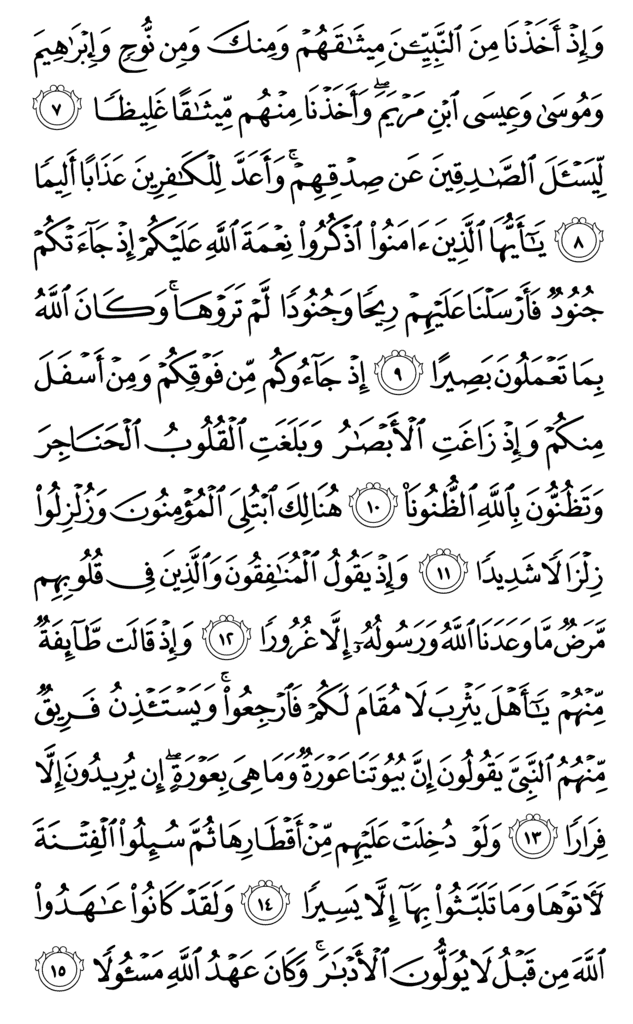 وَإِذْ أَخَذْنَا مِنَ ٱلنَّبِيِّـۧنَ مِيثَٰقَهُمْ وَمِنكَ وَمِن نُّوحٍ وَإِبْرَٰهِيمَ
وَمُوسَىٰ وَعِيسَى ٱبْنِ مَرْيَمَ ۖ وَأَخَذْنَا مِنْهُم مِّيثَٰقًا غَلِيظًا ٧
لِّيَسْـَٔلَ ٱلصَّٰدِقِينَ عَن صِدْقِهِمْ ۚ وَأَعَدَّ لِلْكَٰفِرِينَ عَذَابًا أَلِيمًا
٨ يَٰٓأَيُّهَا ٱلَّذِينَ ءَامَنُوا۟ ٱذْكُرُوا۟ نِعْمَةَ ٱللَّهِ عَلَيْكُمْ إِذْ جَآءَتْكُمْ
جُنُودٌ فَأَرْسَلْنَا عَلَيْهِمْ رِيحًا وَجُنُودًا لَّمْ تَرَوْهَا ۚ وَكَانَ ٱللَّهُ
بِمَا تَعْمَلُونَ بَصِيرًا ٩ إِذْ جَآءُوكُم مِّن فَوْقِكُمْ وَمِنْ أَسْفَلَ
مِنكُمْ وَإِذْ زَاغَتِ ٱلْأَبْصَٰرُ وَبَلَغَتِ ٱلْقُلُوبُ ٱلْحَنَاجِرَ
وَتَظُنُّونَ بِٱللَّهِ ٱلظُّنُونَا۠ ١٠ هُنَالِكَ ٱبْتُلِىَ ٱلْمُؤْمِنُونَ وَزُلْزِلُوا۟
زِلْزَالًا شَدِيدًا ١١ وَإِذْ يَقُولُ ٱلْمُنَٰفِقُونَ وَٱلَّذِينَ فِى قُلُوبِهِم
مَّرَضٌ مَّا وَعَدَنَا ٱللَّهُ وَرَسُولُهُۥٓ إِلَّا غُرُورًا ١٢ وَإِذْ قَالَت طَّآئِفَةٌ
مِّنْهُمْ يَٰٓأَهْلَ يَثْرِبَ لَا مُقَامَ لَكُمْ فَٱرْجِعُوا۟ ۚ وَيَسْتَـْٔذِنُ فَرِيقٌ
مِّنْهُمُ ٱلنَّبِىَّ يَقُولُونَ إِنَّ بُيُوتَنَا عَوْرَةٌ وَمَا هِىَ بِعَوْرَةٍ ۖ إِن يُرِيدُونَ إِلَّا
فِرَارًا ١٣ وَلَوْ دُخِلَتْ عَلَيْهِم مِّنْ أَقْطَارِهَا ثُمَّ سُئِلُوا۟ ٱلْفِتْنَةَ
لَـَٔاتَوْهَا وَمَا تَلَبَّثُوا۟ بِهَآ إِلَّا يَسِيرًا ١٤ وَلَقَدْ كَانُوا۟ عَٰهَدُوا۟
ٱللَّهَ مِن قَبْلُ لَا يُوَلُّونَ ٱلْأَدْبَٰرَ ۚ وَكَانَ عَهْدُ ٱللَّهِ مَسْـُٔولًا ١٥